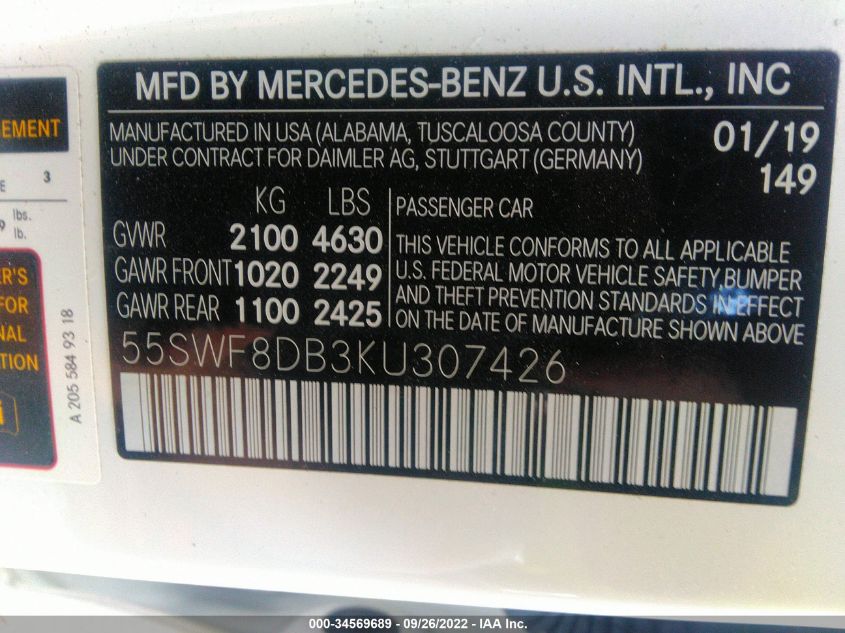 MFD BY MERCEDES-BENZ U.S. INTL., INC
MANUFACTURED IN USA (ALABAMA, TUSCALOOSA COUNTY)
UNDER CONTRACT FOR DAIMLER AG, STUTTGART (GERMANY)
01/19
149
KG LBS
GVWR 2100 4630
GAWR FRONT 1020 2249
GAWR REAR 1100 2425
PASSENGER CAR
THIS VEHICLE CONFORMS TO ALL APPLICABLE
U.S. FEDERAL MOTOR VEHICLE SAFETY BUMPER
AND THEFT PREVENTION STANDARDS IN EFFECT
ON THE DATE OF MANUFACTURE SHOWN ABOVE
55SWF8DB3KU307426
EMENT
E 3
9 lbs.
lb.
ER'S
FOR
NAL
TION
A 205 584 93 18
000-34569689 - 09/26/2022 - IAA Inc.